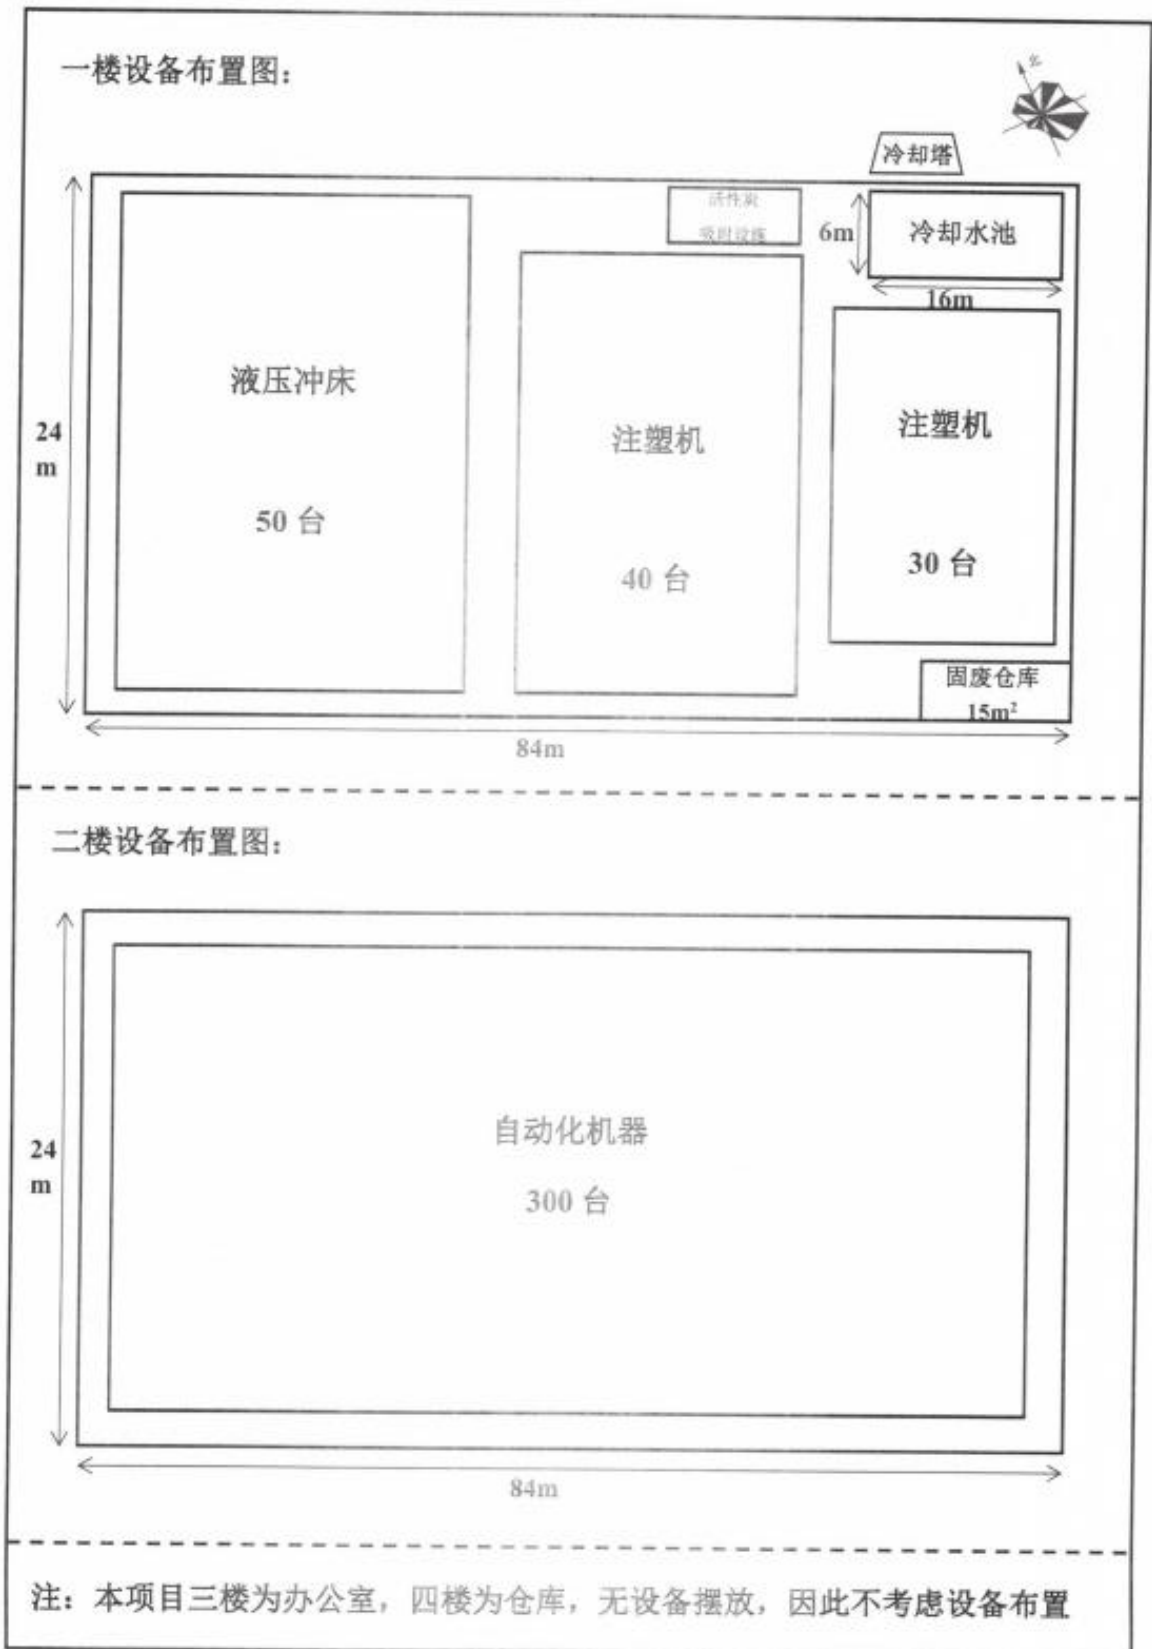 一楼设备布置图：
北
冷却塔
活性炭
吸附设施
6m
冷却水池
16m
液压冲床
50 台
注塑机
40 台
注塑机
30 台
24
m
固废仓库
15m²
84m
二楼设备布置图：
自动化机器
300 台
24
m
84m
注：本项目三楼为办公室，四楼为仓库，无设备摆放，因此不考虑设备布置